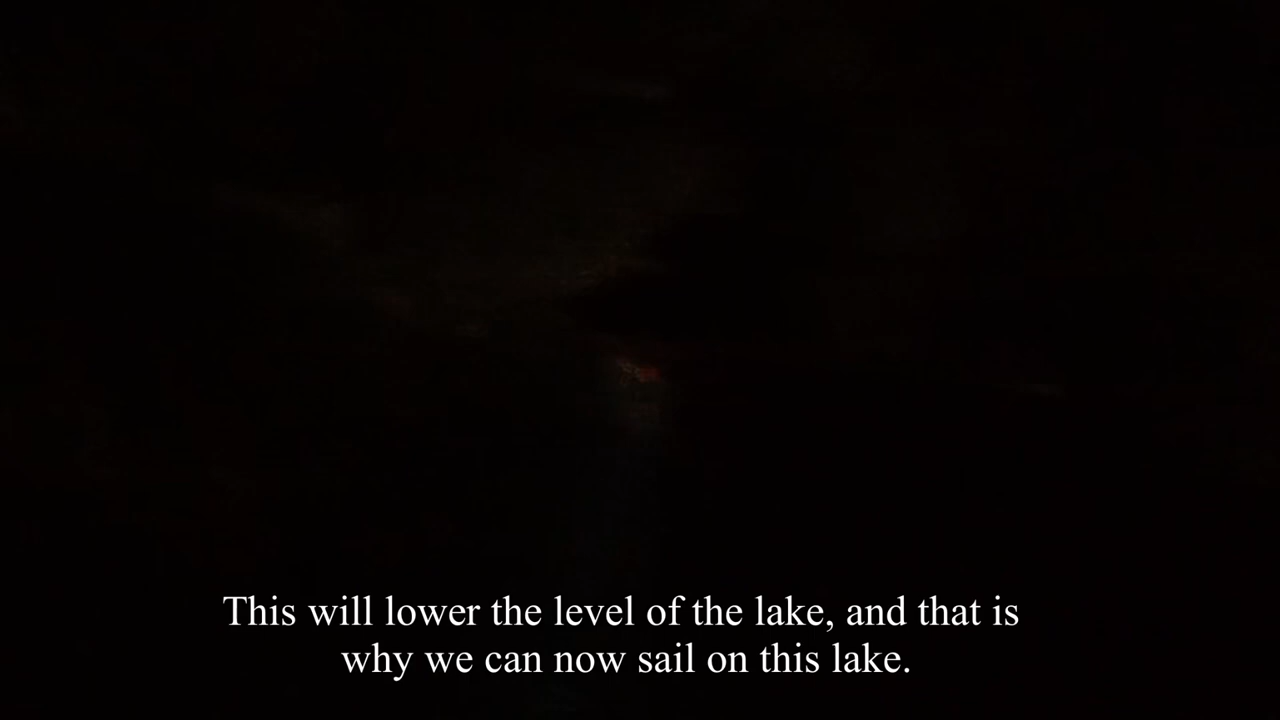 This will lower the level of the lake, and that is
why we can now sail on this lake.